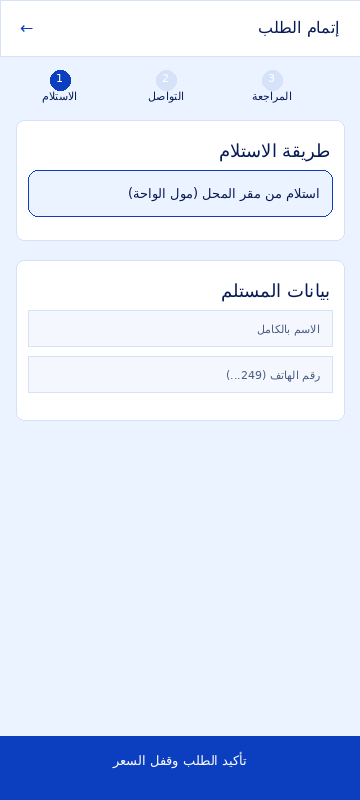 إتمام الطلب ←
1 2 3
الاستلام التواصل المراجعة
طريقة الاستلام
استلام من مقر المحل (مول الواحة)
بيانات المستلم
الاسم بالكامل
رقم الهاتف (249...)
تأكيد الطلب وقفل السعر